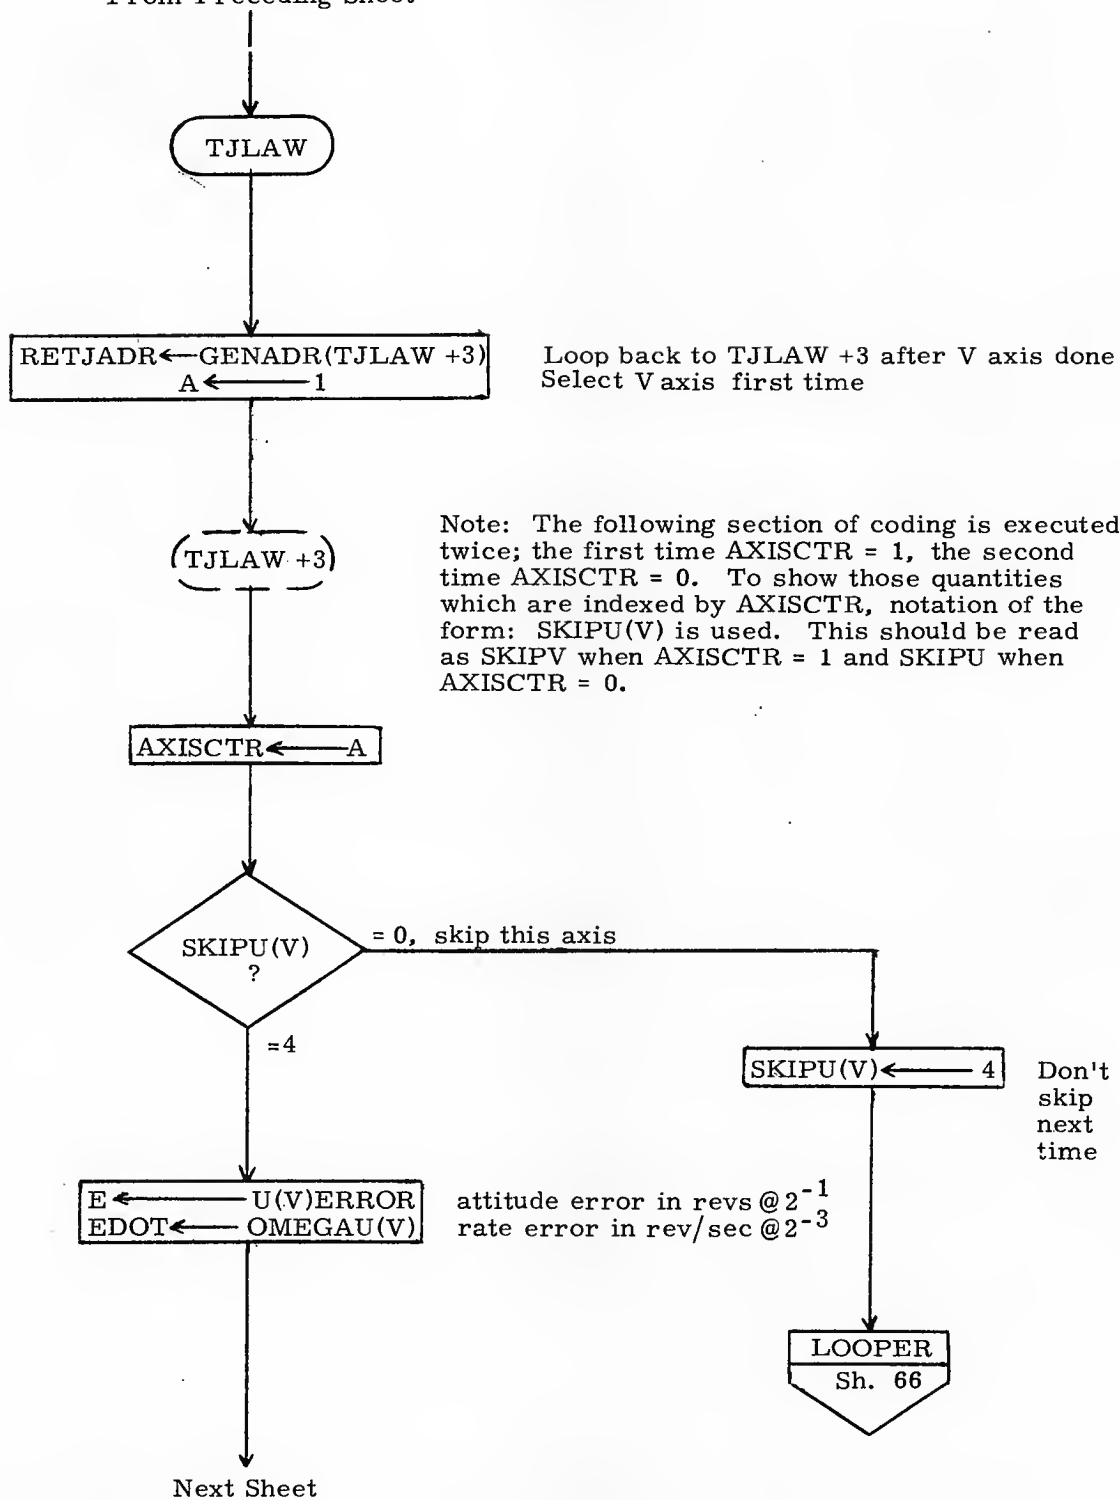 From Preceding Sheet
TJLAW
RETJADR←GENADR(TJLAW +3)
A←1
Loop back to TJLAW +3 after V axis done
Select V axis first time
(TJLAW +3)
Note: The following section of coding is executed
twice; the first time AXISCTR = 1, the second
time AXISCTR = 0. To show those quantities
which are indexed by AXISCTR, notation of the
form: SKIPU(V) is used. This should be read
as SKIPV when AXISCTR = 1 and SKIPU when
AXISCTR = 0.
AXISCTR←A
SKIPU(V)
?
= 0, skip this axis
=4
SKIPU(V)←4
Don't
skip
next
time
E←U(V)ERROR
EDOT←OMEGAU(V)
attitude error in revs @2⁻¹
rate error in rev/sec @2⁻³
LOOPER
Sh. 66
Next Sheet